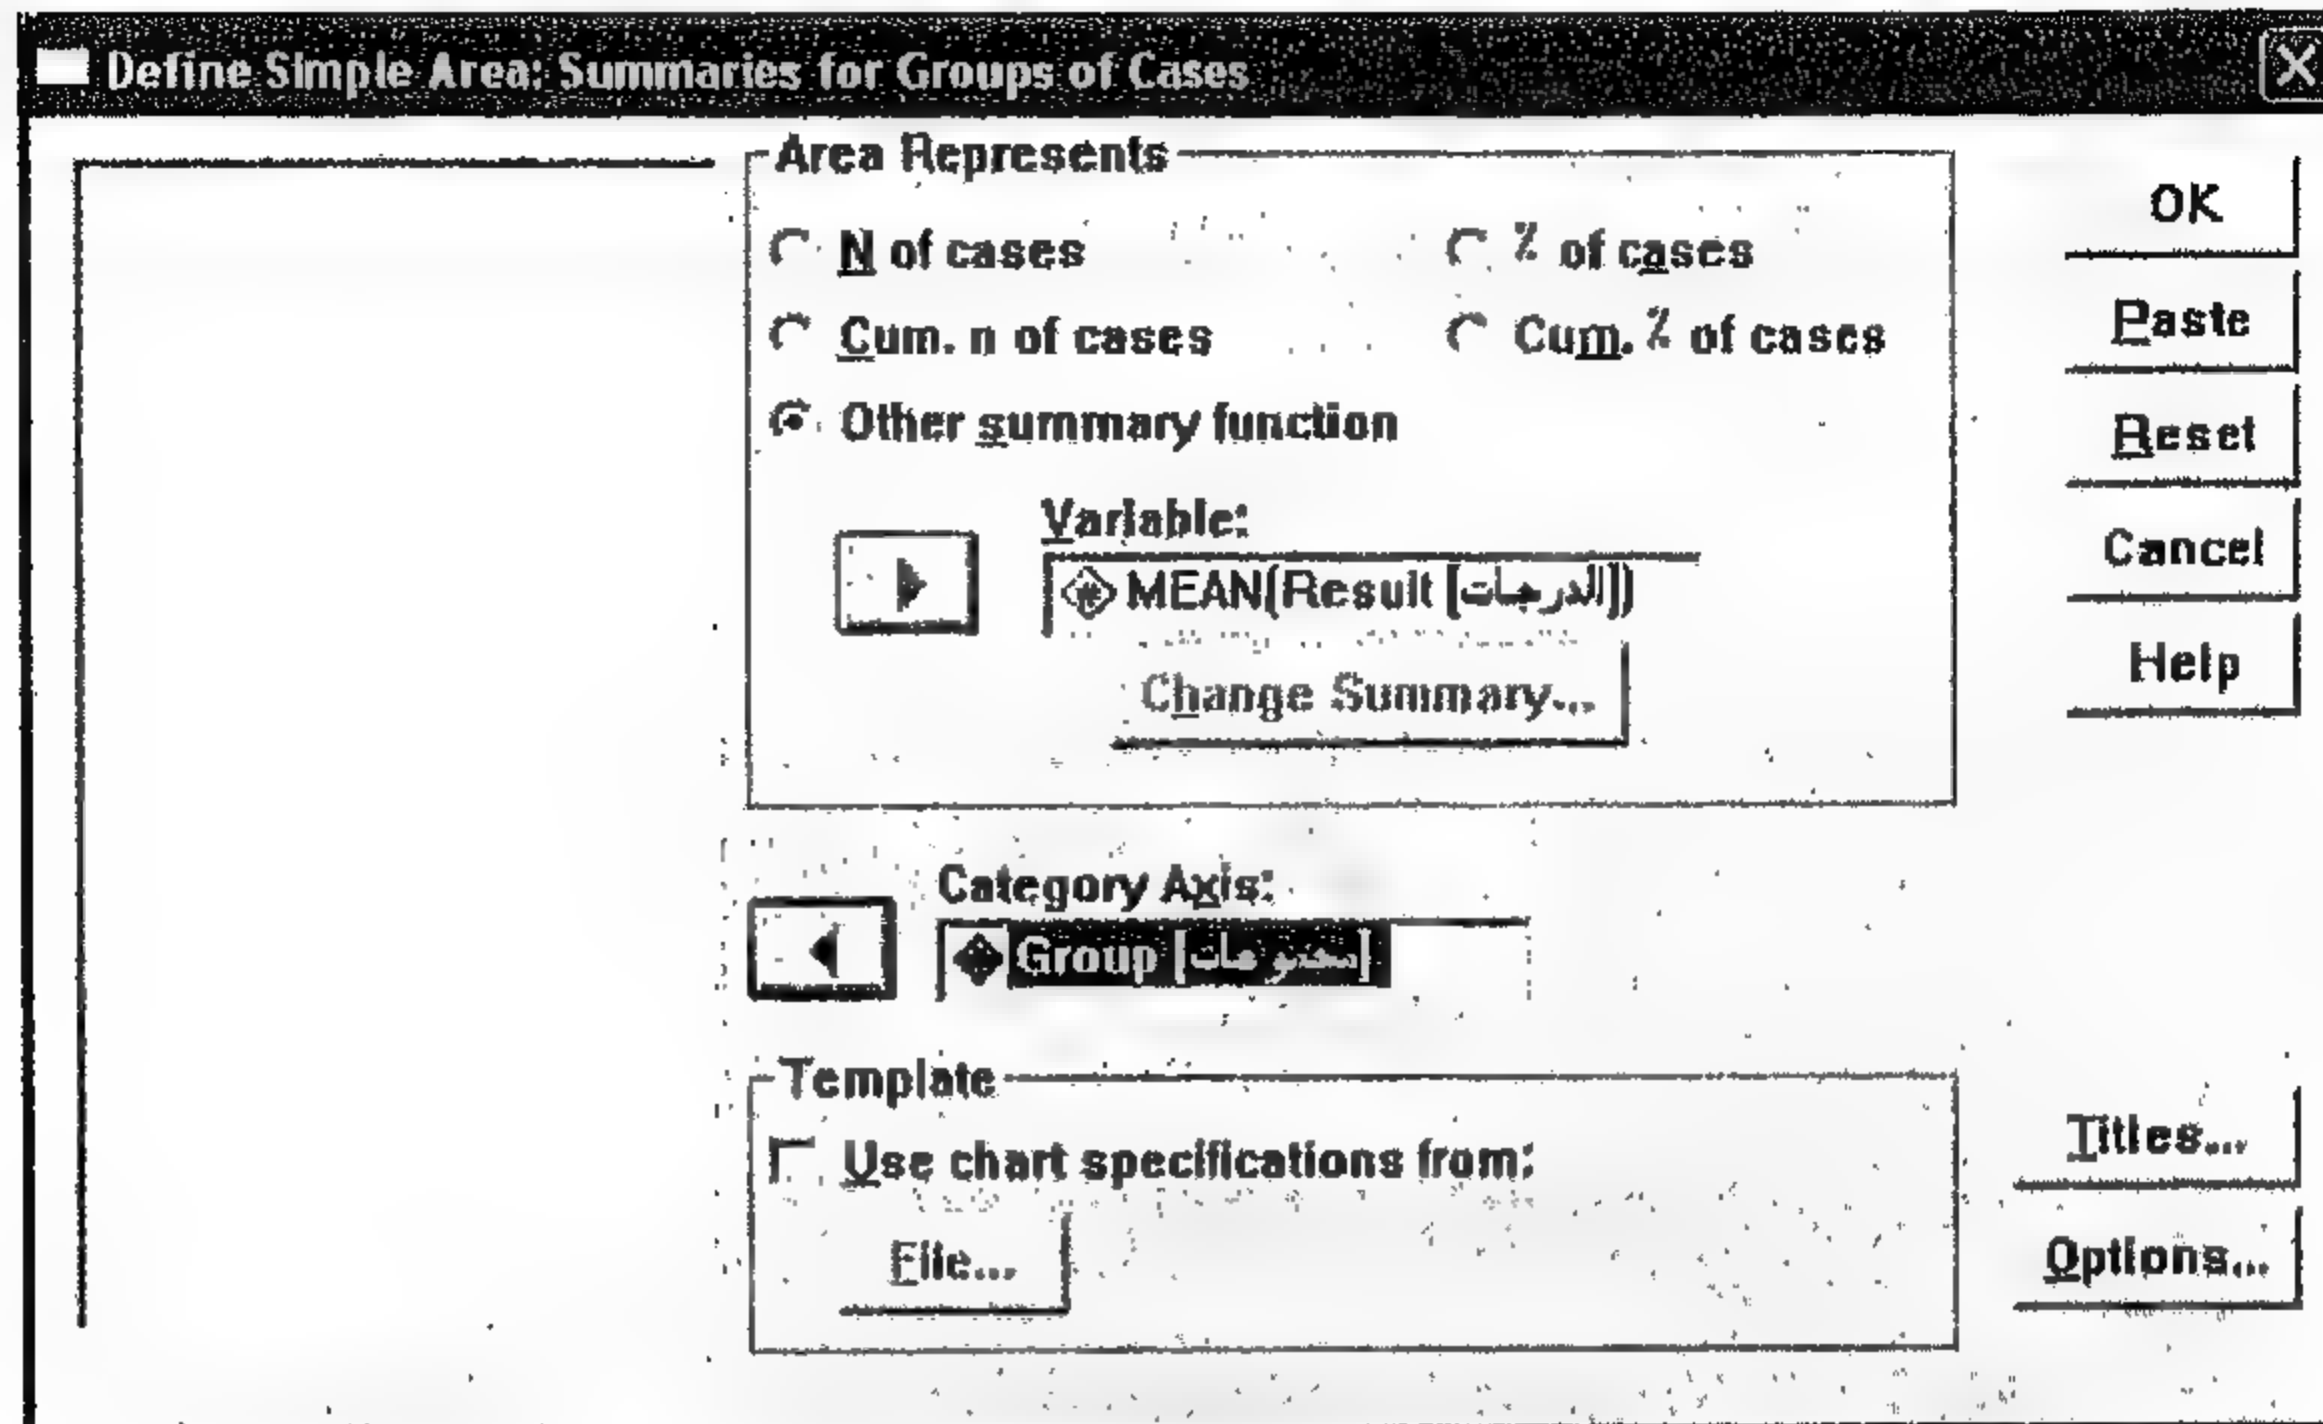 Define Simple Area: Summaries for Groups of Cases
Area Represents
N of cases
% of cases
Cum. n of cases
Cum. % of cases
Other summary function
Variable:
MEAN(Result [الدرجات])
Change Summary...
Category Axis:
Group
Template
Use chart specifications from:
File...
OK
Paste
Reset
Cancel
Help
Titles...
Options...